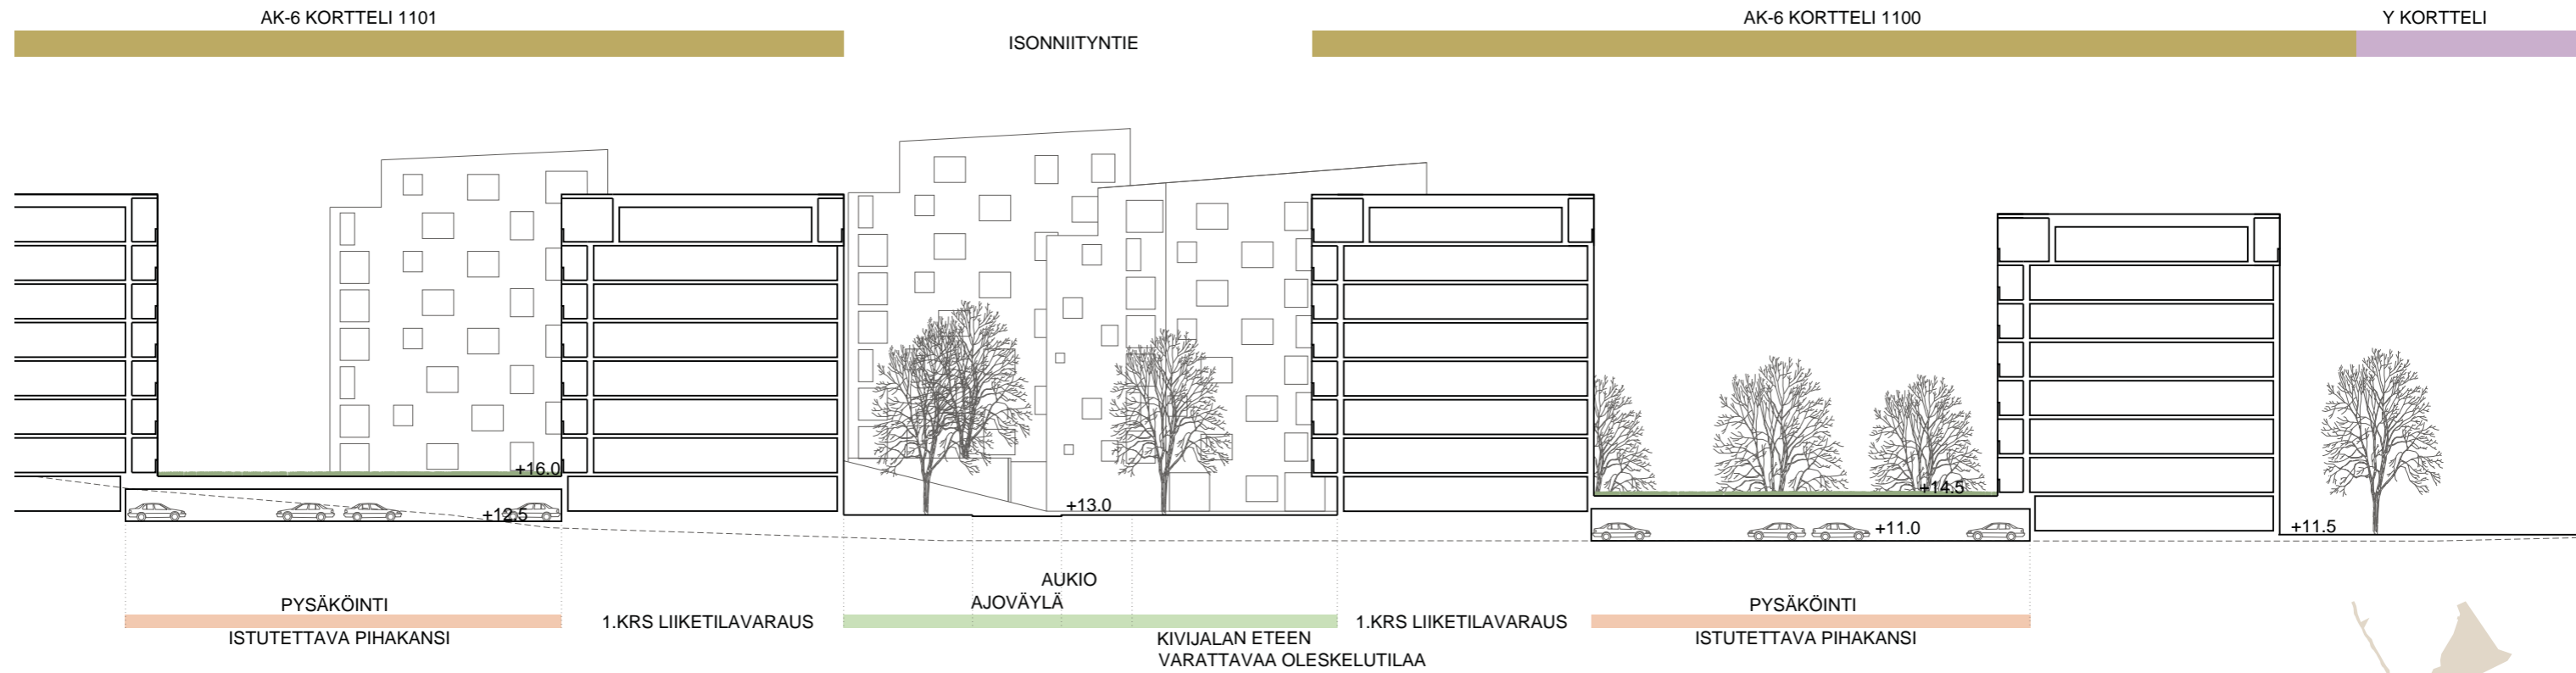 AK-6 KORTTELI 1101
AK-6 KORTTELI 1100
Y KORTTELI
ISONNIITYNTIE
+16.0
+12.5
+13.0
+14.5
+11.0
+11.5
AUKIO
AJOVÄYLÄ
PYSÄKÖINTI
PYSÄKÖINTI
1.KRS LIIKETILAVARAUS
1.KRS LIIKETILAVARAUS
ISTUTETTAVA PIHAKANSI
KIVIJALAN ETEEN
VARATTAVAA OLESKELUTILAA
ISTUTETTAVA PIHAKANSI